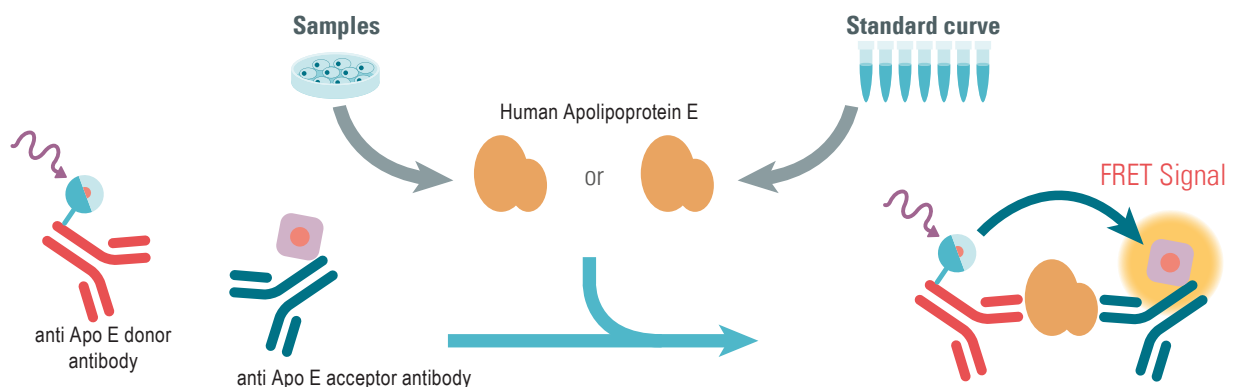 Samples
Standard curve
Human Apolipoprotein E
or
FRET Signal
anti Apo E donor
antibody
anti Apo E acceptor antibody